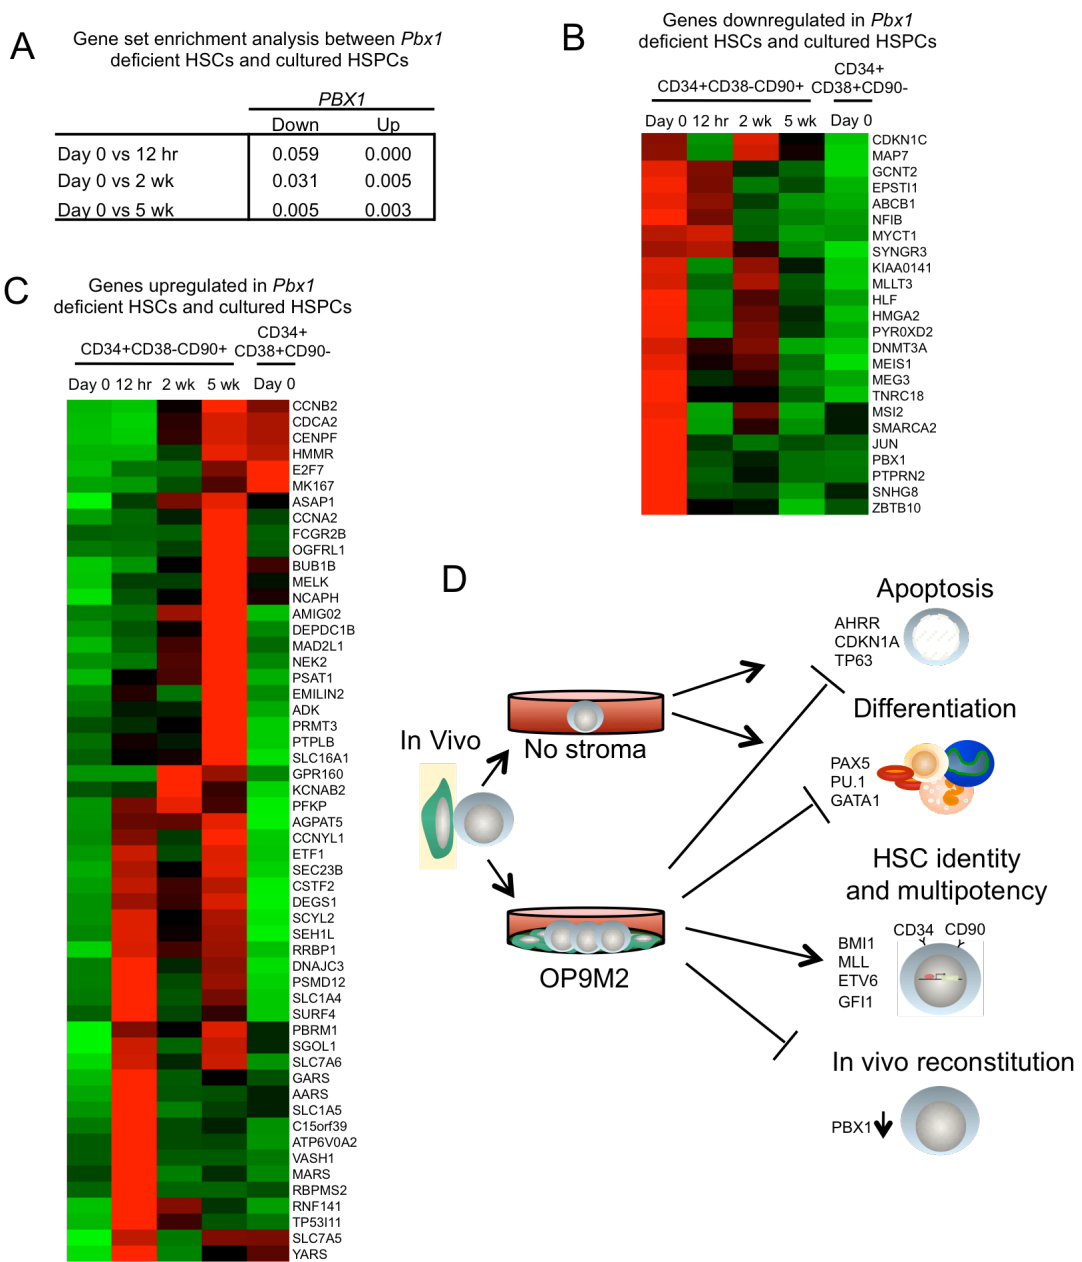 A
Gene set enrichment analysis between Pbx1
deficient HSCs and cultured HSPCs
PBX1
Down Up
Day 0 vs 12 hr 0.059 0.000
Day 0 vs 2 wk 0.031 0.005
Day 0 vs 5 wk 0.005 0.003
B
Genes downregulated in Pbx1
deficient HSCs and cultured HSPCs
CD34+CD38-CD90+
CD34+
CD38+CD90-
Day 0 12 hr 2 wk 5 wk Day 0
CDKN1C
MAP7
GCNT2
EPSTI1
ABCB1
NFIB
MYCT1
SYNGR3
KIAA0141
MLLT3
HLF
HMGA2
PYR0XD2
DNMT3A
MEIS1
MEG3
TNRC18
MSI2
SMARCA2
JUN
PBX1
PTPRN2
SNHG8
ZBTB10
C
Genes upregulated in Pbx1
deficient HSCs and cultured HSPCs
CD34+CD38-CD90+
CD34+
CD38+CD90-
Day 0 12 hr 2 wk 5 wk Day 0
CCNB2
CDCA2
CENPF
HMMR
E2F7
MK167
ASAP1
CCNA2
FCGR2B
OGFRL1
BUB1B
MELK
NCAPH
AMIG02
DEPDC1B
MAD2L1
NEK2
PSAT1
EMILIN2
ADK
PRMT3
PTPLB
SLC16A1
GPR160
KCNAB2
PFKP
AGPAT5
CCNYL1
ETF1
SEC23B
CSTF2
DEGS1
SCYL2
SEH1L
RRBP1
DNAJC3
PSMD12
SLC1A4
SURF4
PBRM1
SGOL1
SLC7A6
GARS
AARS
SLC1A5
C15orf39
ATP6V0A2
VASH1
MARS
RBPMS2
RNF141
TP53I11
SLC7A5
YARS
D
In Vivo
No stroma
OP9M2
Apoptosis
AHRR
CDKN1A
TP63
Differentiation
PAX5
PU.1
GATA1
HSC identity
and multipotency
CD34 CD90
BMI1
MLL
ETV6
GFI1
In vivo reconstitution
PBX1